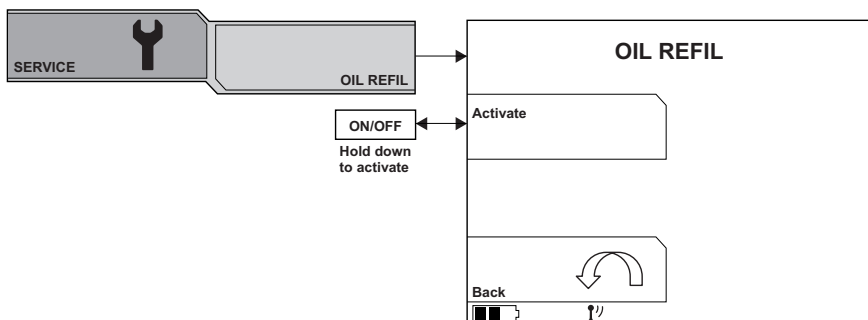 SERVICE
OIL REFIL
OIL REFIL
ON/OFF
Hold down
to activate
Activate
Back